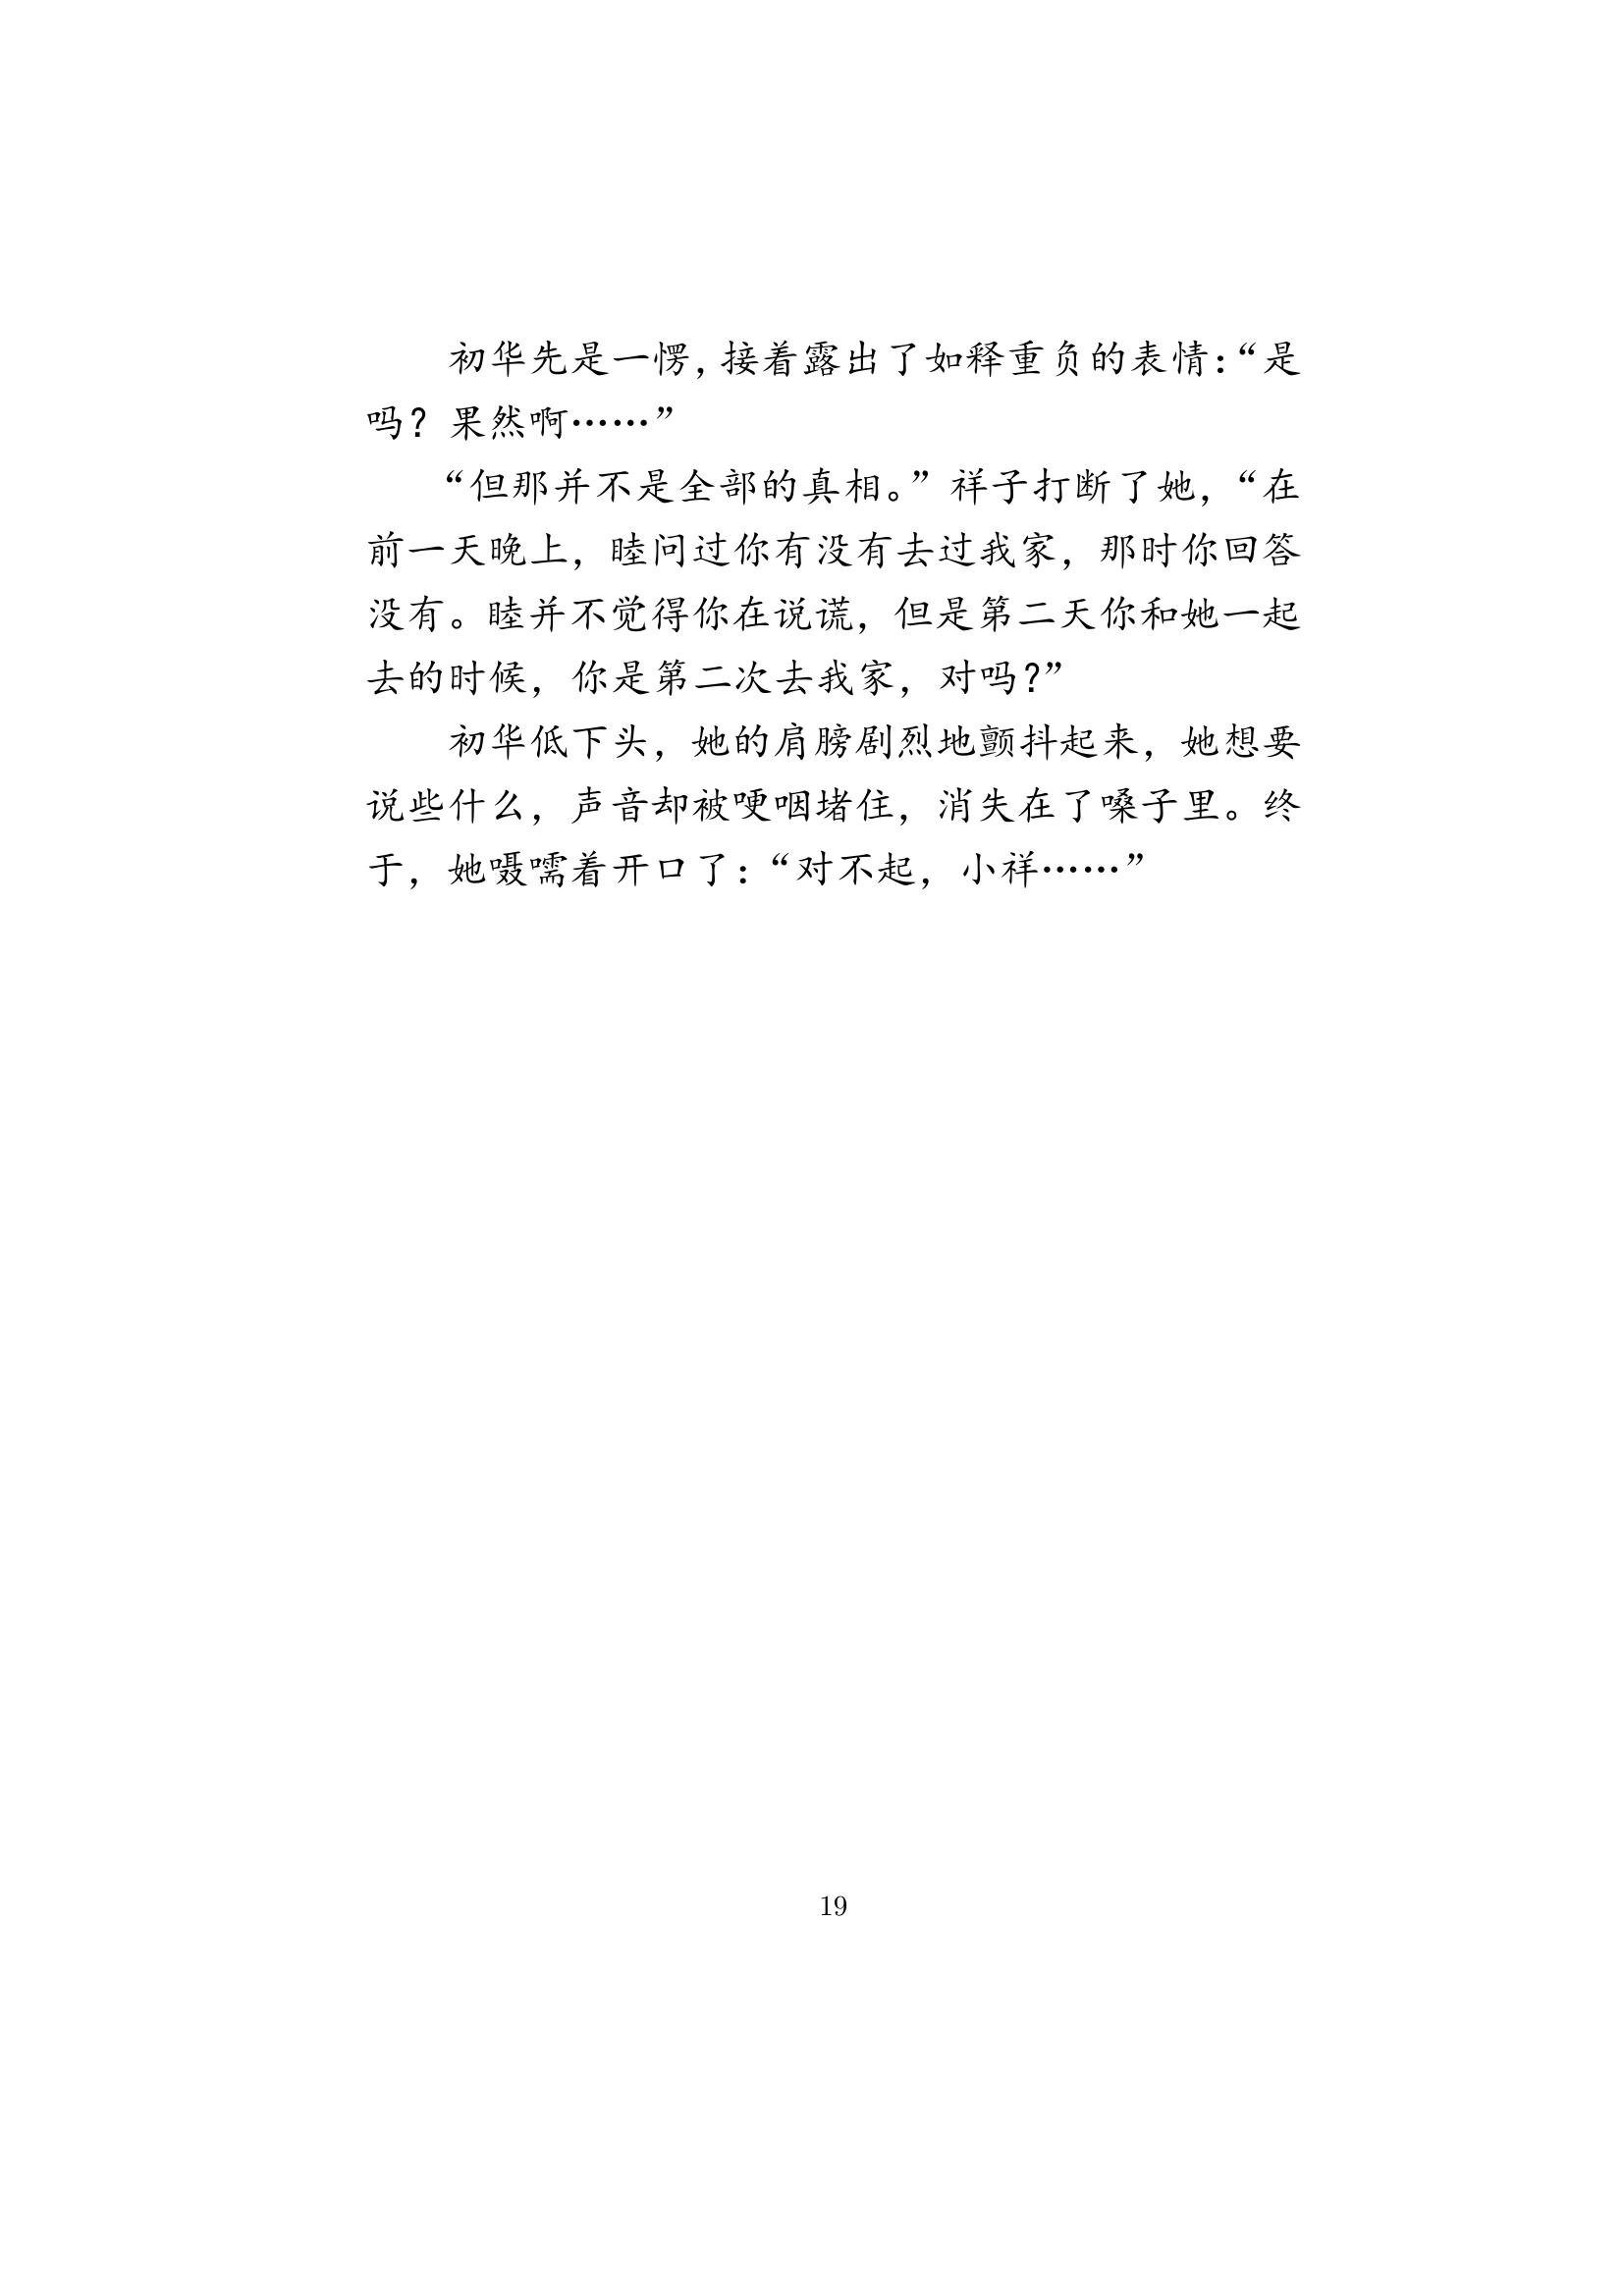 初华先是一愣，接着露出了如释重负的表情：“是
吗？果然啊……”
“但那并不是全部的真相。”祥子打断了她，“在
前一天晚上，睦问过你有没有去过我家，那时你回答
没有。睦并不觉得你在说谎，但是第二天你和她一起
去的时候，你是第二次去我家，对吗？”
初华低下头，她的肩膀剧烈地颤抖起来，她想要
说些什么，声音却被哽咽堵住，消失在了嗓子里。终
于，她嗫嚅着开口了：“对不起，小祥……”
19